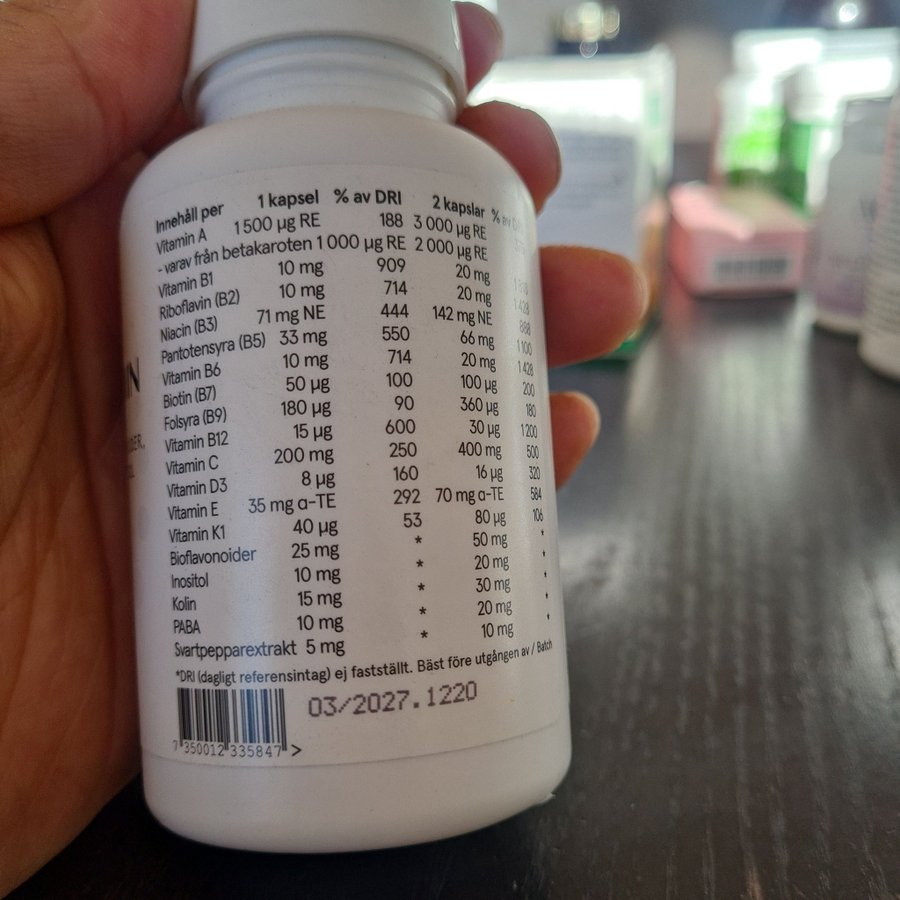 Innehåll per 1 kapsel % av DRI 2 kapslar % av DRI
Vitamin A 1 500 µg RE 188 3 000 µg RE
- varav från betakaroten 1 000 µg RE 2 000 µg RE
Vitamin B1 10 mg 909 20 mg
Riboflavin (B2) 10 mg 714 20 mg 1 428
Niacin (B3) 71 mg NE 444 142 mg NE 888
Pantotensyra (B5) 33 mg 550 66 mg 1 100
Vitamin B6 10 mg 714 20 mg 1 428
Biotin (B7) 50 µg 100 100 µg 200
Folsyra (B9) 180 µg 90 360 µg 180
Vitamin B12 15 µg 600 30 µg 1 200
Vitamin C 200 mg 250 400 mg 500
Vitamin D3 8 µg 160 16 µg 320
Vitamin E 35 mg α-TE 292 70 mg α-TE 584
Vitamin K1 40 µg 53 80 µg 106
Bioflavonoider 25 mg * 50 mg *
Inositol 10 mg * 20 mg *
Kolin 15 mg * 30 mg *
PABA 10 mg * 20 mg *
Svartpepparextrakt 5 mg * 10 mg *
*DRI (dagligt referensintag) ej fastställt. Bäst före utgången av / Batch
03/2027.1220
7 350012 335847 >